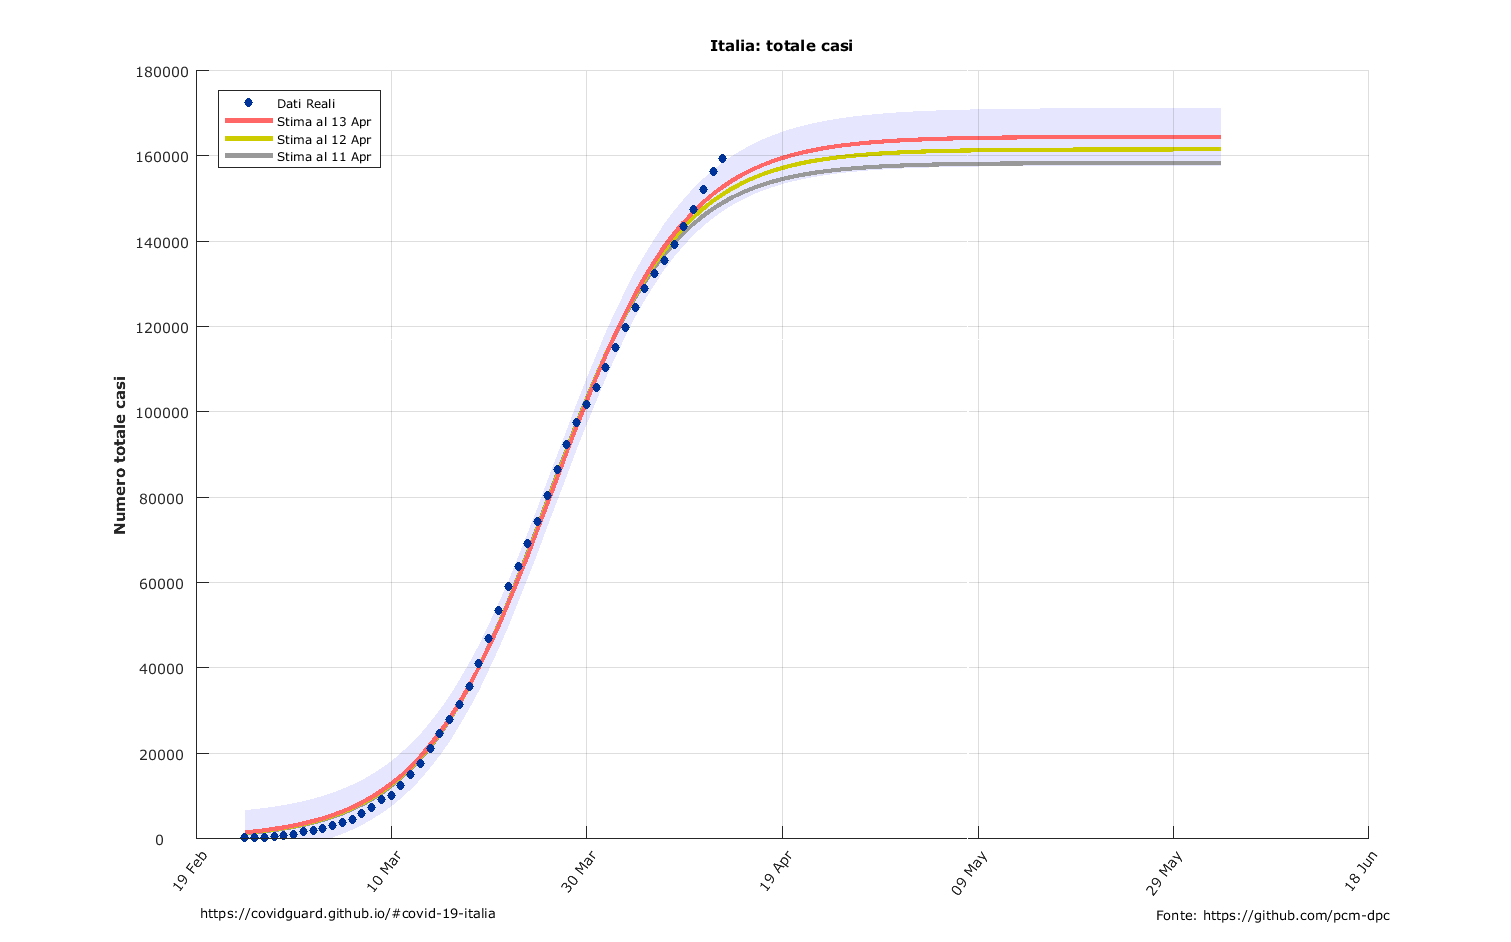 Italia: totale casi
180000
160000
140000
120000
100000
80000
60000
40000
20000
0
Numero totale casi
Dati Reali
Stima al 13 Apr
Stima al 12 Apr
Stima al 11 Apr
19 Feb
10 Mar
30 Mar
19 Apr
09 May
29 May
18 Jun
https://covidguard.github.io/#covid-19-italia
Fonte: https://github.com/pcm-dpc